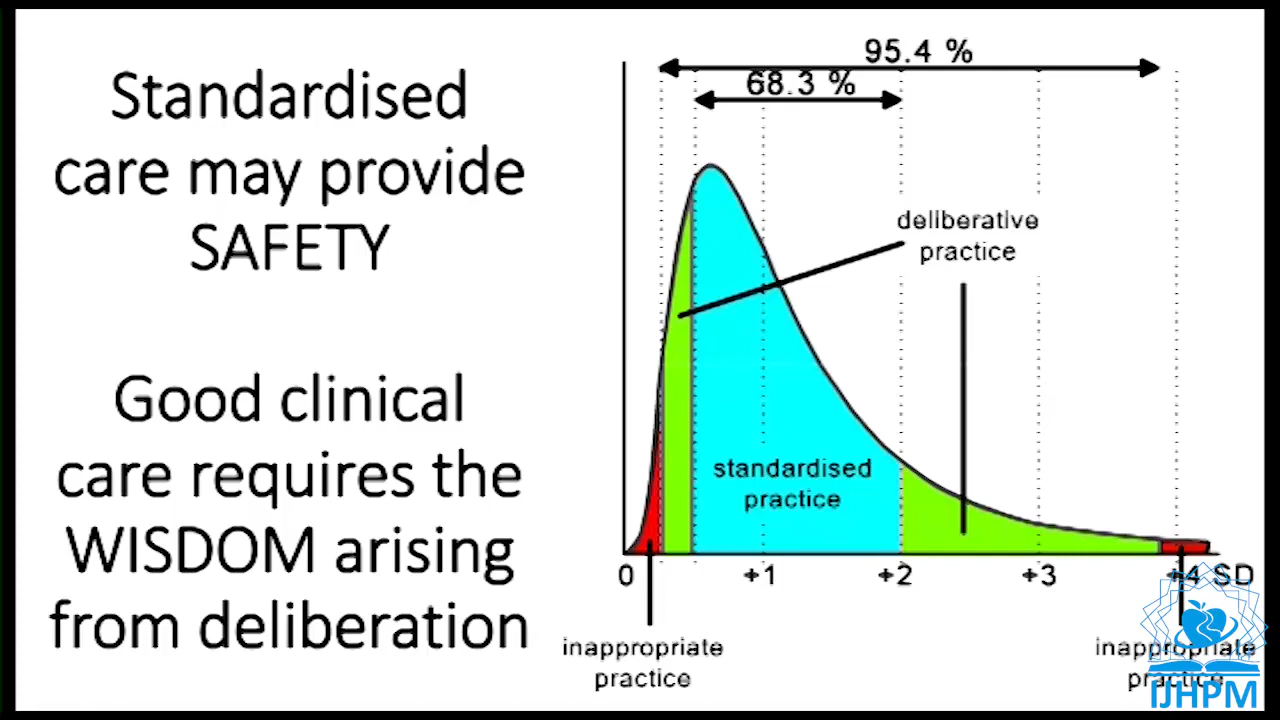 Standardised
care may provide
SAFETY
Good clinical
care requires the
WISDOM arising
from deliberation
95.4 %
68.3 %
deliberative
practice
standardised
practice
0 +1 +2 +3 +4 SD
inappropriate
practice
inappropriate
practice
IJHPM